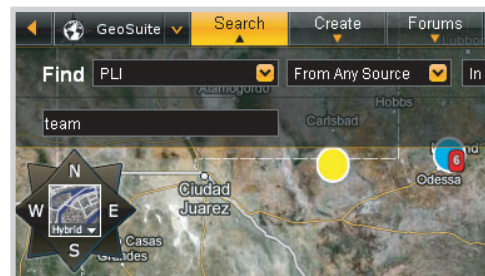 GeoSuite Search Create Forums
Lubbo
Find PLI From Any Source In
Alamogordo
Hobbs
team Carlsbad
Odessa 6
N
Ciudad
Juarez
W E
Hybrid
Casas
S Grandes